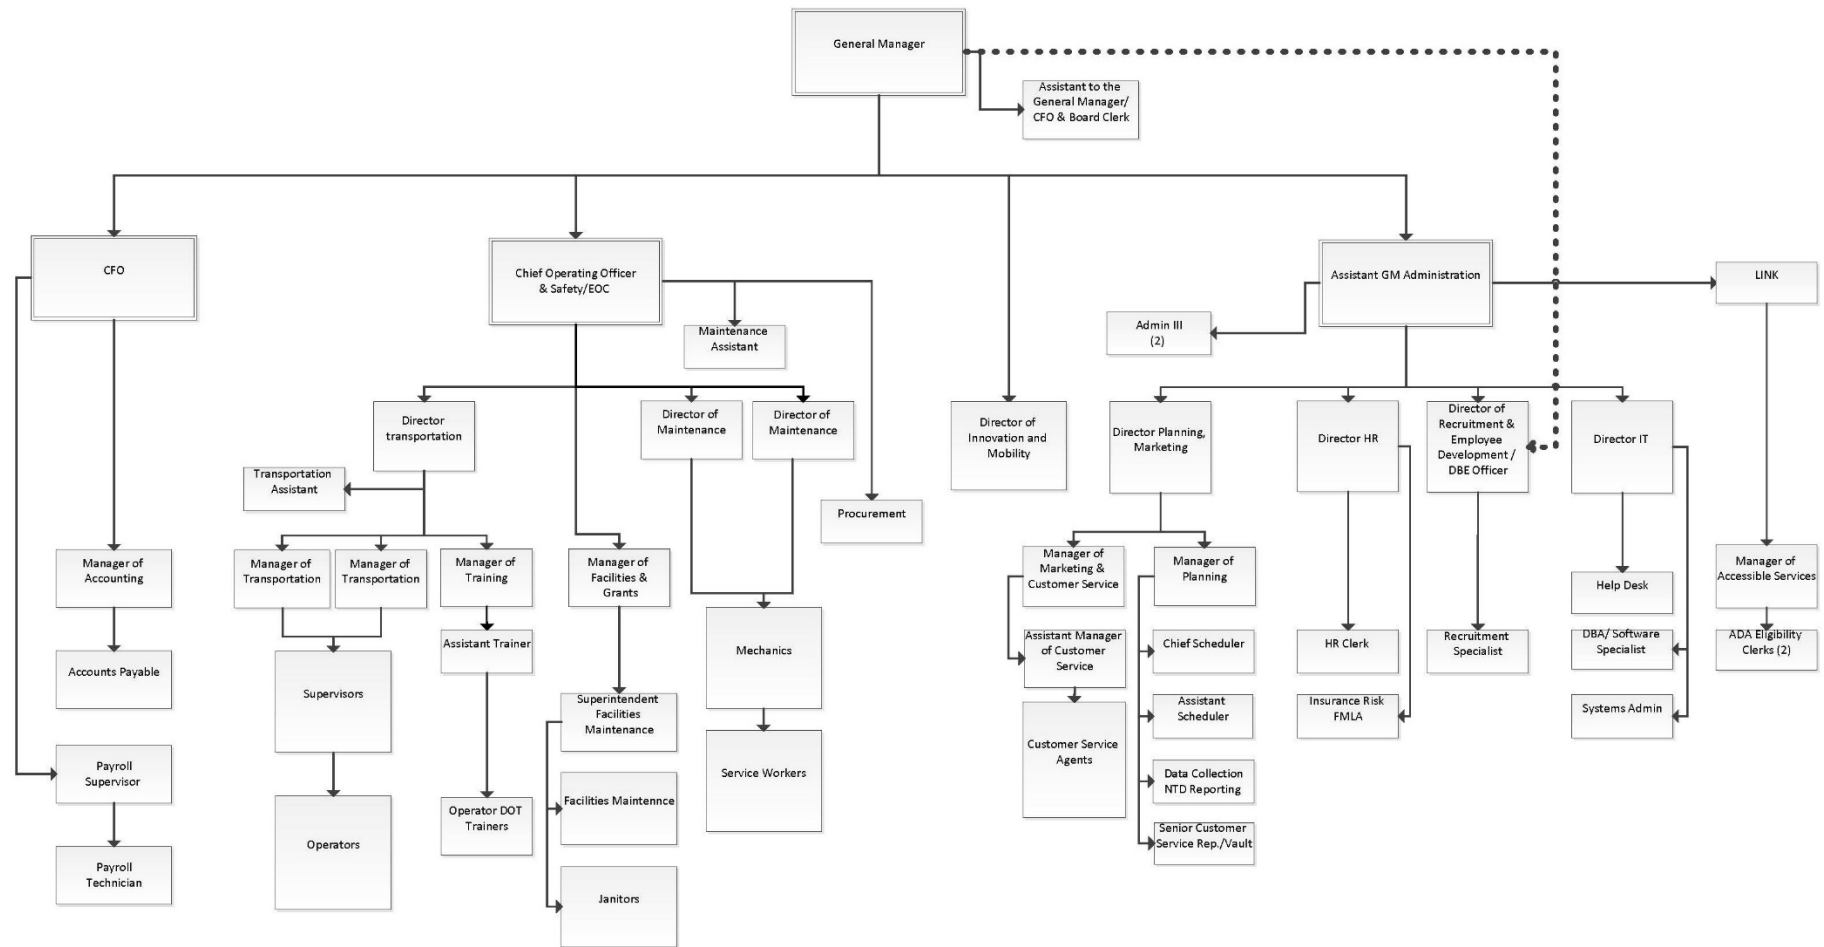 General Manager
Assistant to the
General Manager/
CFO & Board Clerk
CFO
Chief Operating Officer
& Safety/EOC
Assistant GM Administration
LINK
Admin III
(2)
Maintenance
Assistant
Director
transportation
Director of
Maintenance
Director of
Maintenance
Director of
Innovation and
Mobility
Director Planning,
Marketing
Director HR
Director of
Recruitment &
Employee
Development /
DBE Officer
Director IT
Transportation
Assistant
Procurement
Manager of
Accounting
Manager of
Transportation
Manager of
Transportation
Manager of
Training
Manager of
Facilities &
Grants
Manager of
Marketing &
Customer Service
Manager of
Planning
Help Desk
Manager of
Accessible Services
Accounts Payable
Supervisors
Assistant Trainer
Mechanics
Assistant Manager
of Customer
Service
Chief Scheduler
HR Clerk
Recruitment
Specialist
DBA/ Software
Specialist
ADA Eligibility
Clerks (2)
Superintendent
Facilities
Maintenance
Assistant
Scheduler
Insurance Risk
FMLA
Systems Admin
Payroll
Supervisor
Service Workers
Customer Service
Agents
Data Collection
NTD Reporting
Operators
Operator DOT
Trainers
Facilities Maintennce
Senior Customer
Service Rep./Vault
Payroll
Technician
Janitors